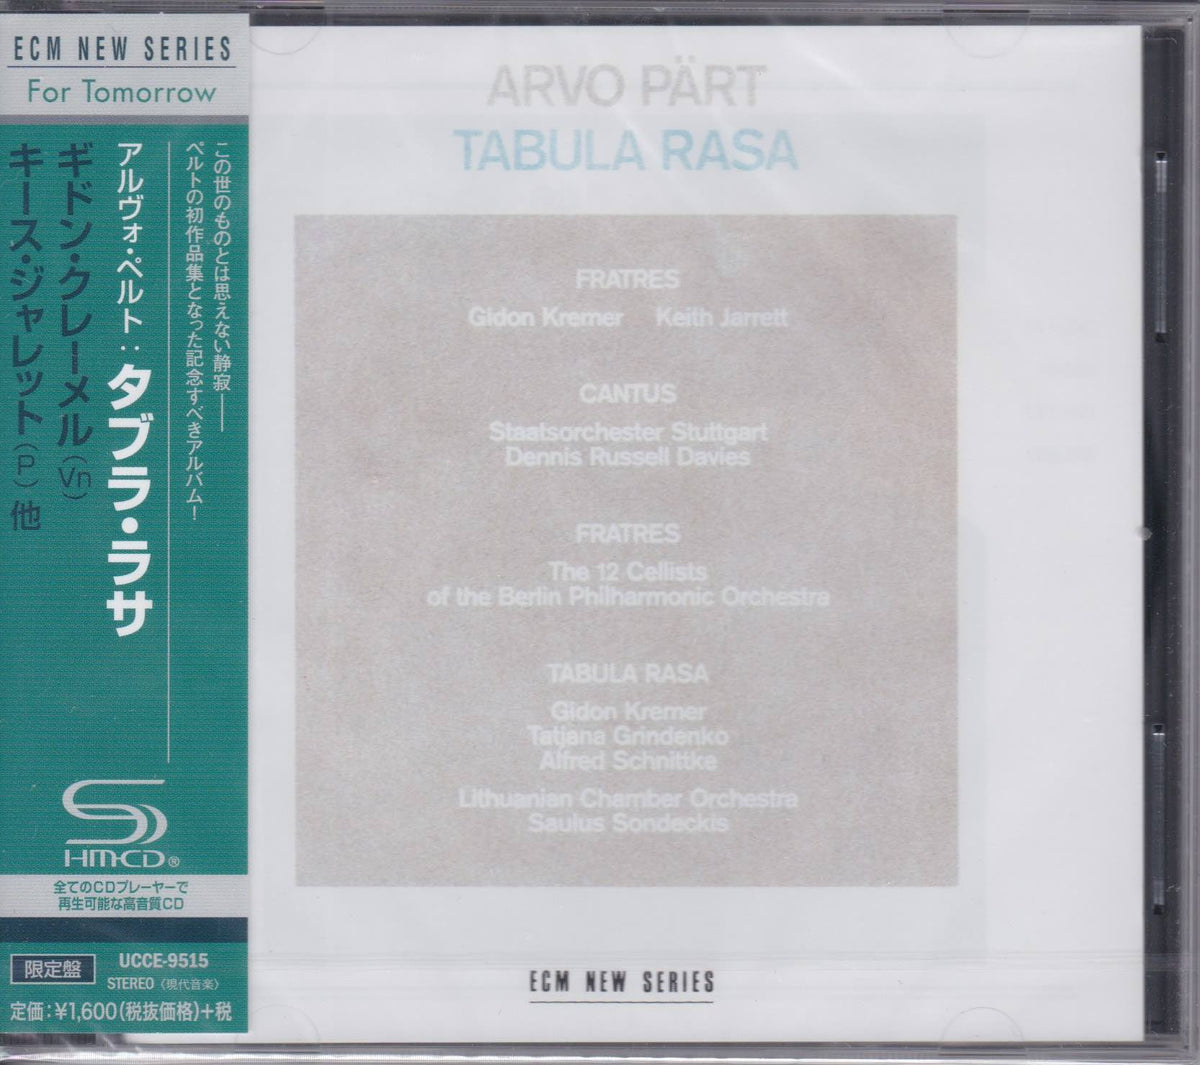 ECM NEW SERIES
For Tomorrow
この世のものとは思えない静寂——
ペルトの初作品集となった記念すべきアルバム!
アルヴォ・ペルト:タブラ・ラサ
ギドン・クレーメル(Vn)
キース・ジャレット(P)他
SHM-CD®
全てのCDプレーヤーで
再生可能な高音質CD
限定盤
UCCE-9515
STEREO〈現代音楽〉
定価:¥1,600(税抜価格)+税
ARVO PÄRT
TABULA RASA
FRATRES
Gidon Kremer Keith Jarrett
CANTUS
Staatsorchester Stuttgart
Dennis Russell Davies
FRATRES
The 12 Cellists
of the Berlin Philharmonic Orchestra
TABULA RASA
Gidon Kremer
Tatjana Grindenko
Alfred Schnittke
Lithuanian Chamber Orchestra
Saulus Sondeckis
ECM NEW SERIES